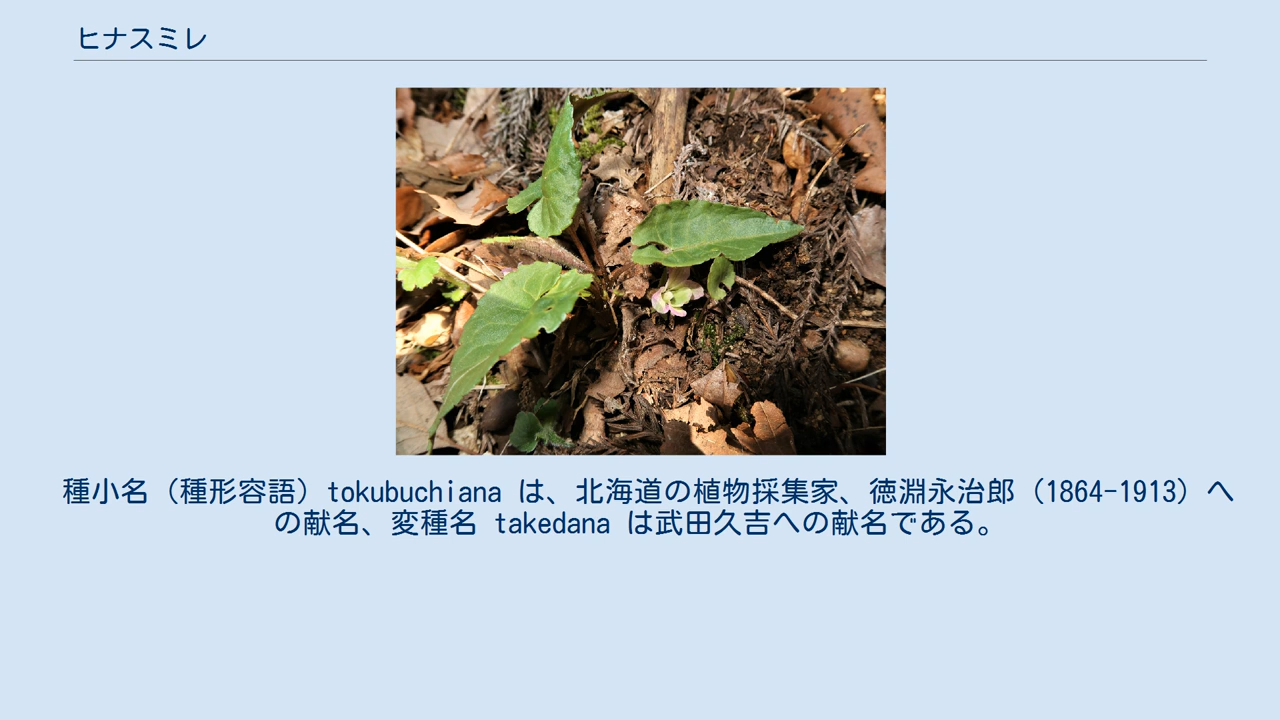 ヒナスミレ
種小名（種形容語）tokubuchiana は、北海道の植物採集家、徳淵永治郎（1864-1913）へ
の献名、変種名 takedana は武田久吉への献名である。